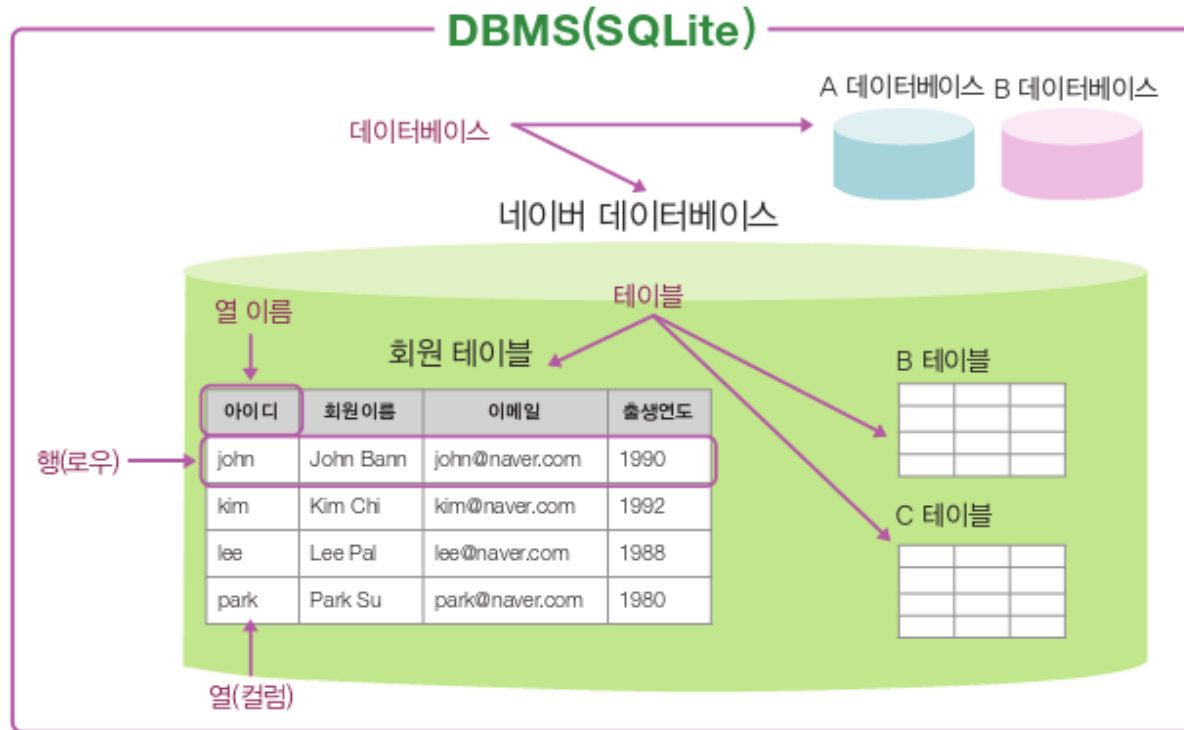 DBMS(SQLite)
A 데이터베이스 B 데이터베이스
데이터베이스
네이버 데이터베이스
열 이름
테이블
회원 테이블
B 테이블
아이디 회원이름 이메일 출생연도
행(로우)
john John Bann john@naver.com 1990
kim Kim Chi kim@naver.com 1992
C 테이블
lee Lee Pal lee@naver.com 1988
park Park Su park@naver.com 1980
열(컬럼)